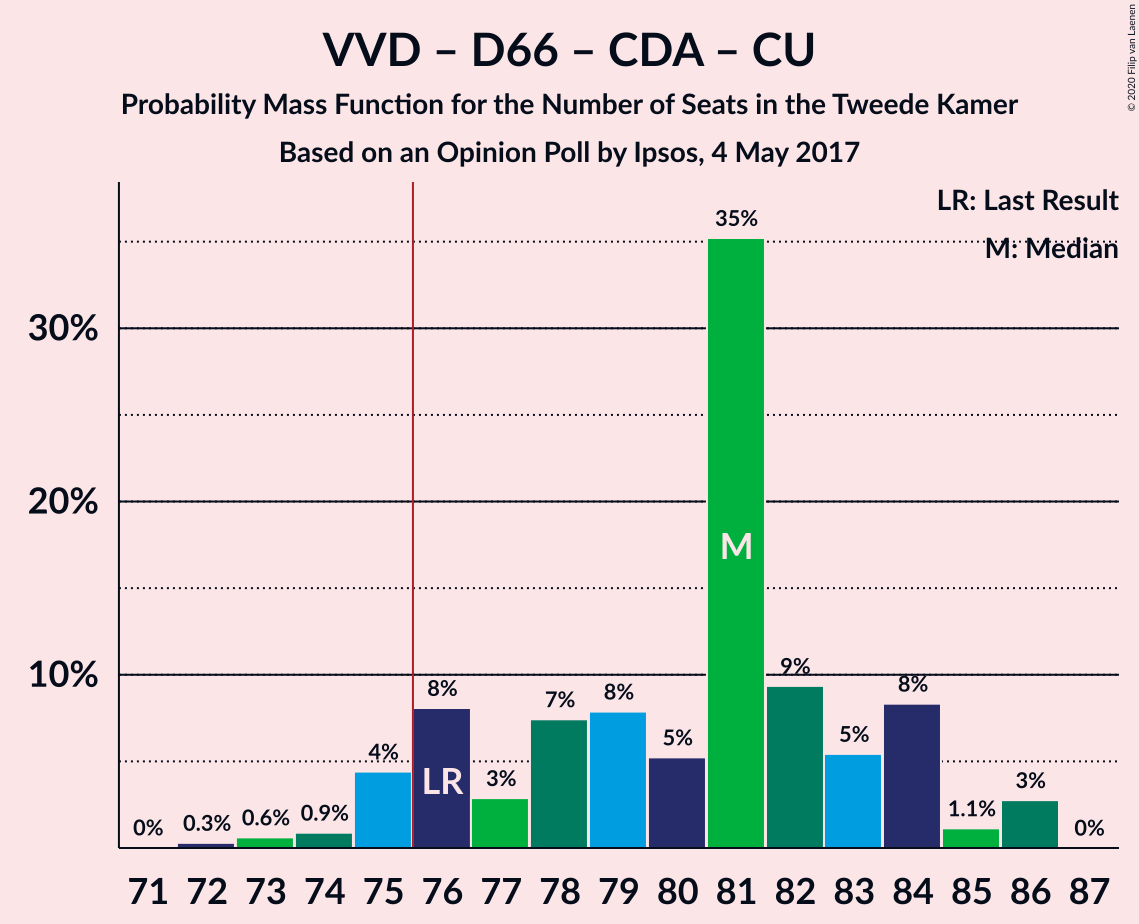 © 2020 Filip van Laenen
VVD – D66 – CDA – CU
Probability Mass Function for the Number of Seats in the Tweede Kamer
Based on an Opinion Poll by Ipsos, 4 May 2017
LR: Last Result
M: Median
30%
20%
10%
0% 0.3% 0.6% 0.9% 4% 8% 3% 7% 8% 5% 35% 9% 5% 8% 1.1% 3% 0%
LR
M
71 72 73 74 75 76 77 78 79 80 81 82 83 84 85 86 87